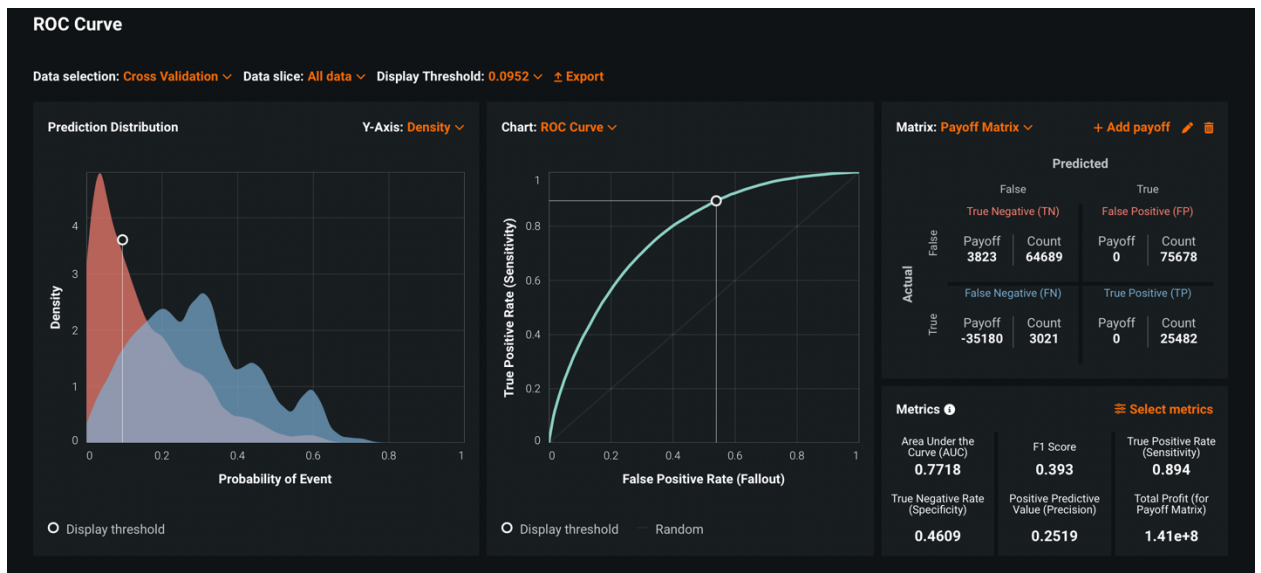 ROC Curve
Data selection: Cross Validation Data slice: All data Display Threshold: 0.0952 Export
Prediction Distribution
Y-Axis: Density
4
3
2
1
0
Density
0 0.2 0.4 0.6 0.8 1
Probability of Event
Display threshold
Chart: ROC Curve
1
0.8
0.6
0.4
0.2
0
True Positive Rate (Sensitivity)
0 0.2 0.4 0.6 0.8 1
False Positive Rate (Fallout)
Display threshold Random
Matrix: Payoff Matrix
+ Add payoff
Predicted
False True
Actual
False
True Negative (TN) False Positive (FP)
Payoff Count Payoff Count
3823 64689 0 75678
True
False Negative (FN) True Positive (TP)
Payoff Count Payoff Count
-35180 3021 0 25482
Metrics
Select metrics
Area Under the
Curve (AUC)
0.7718
F1 Score
0.393
True Positive Rate
(Sensitivity)
0.894
True Negative Rate
(Specificity)
0.4609
Positive Predictive
Value (Precision)
0.2519
Total Profit (for
Payoff Matrix)
1.41e+8